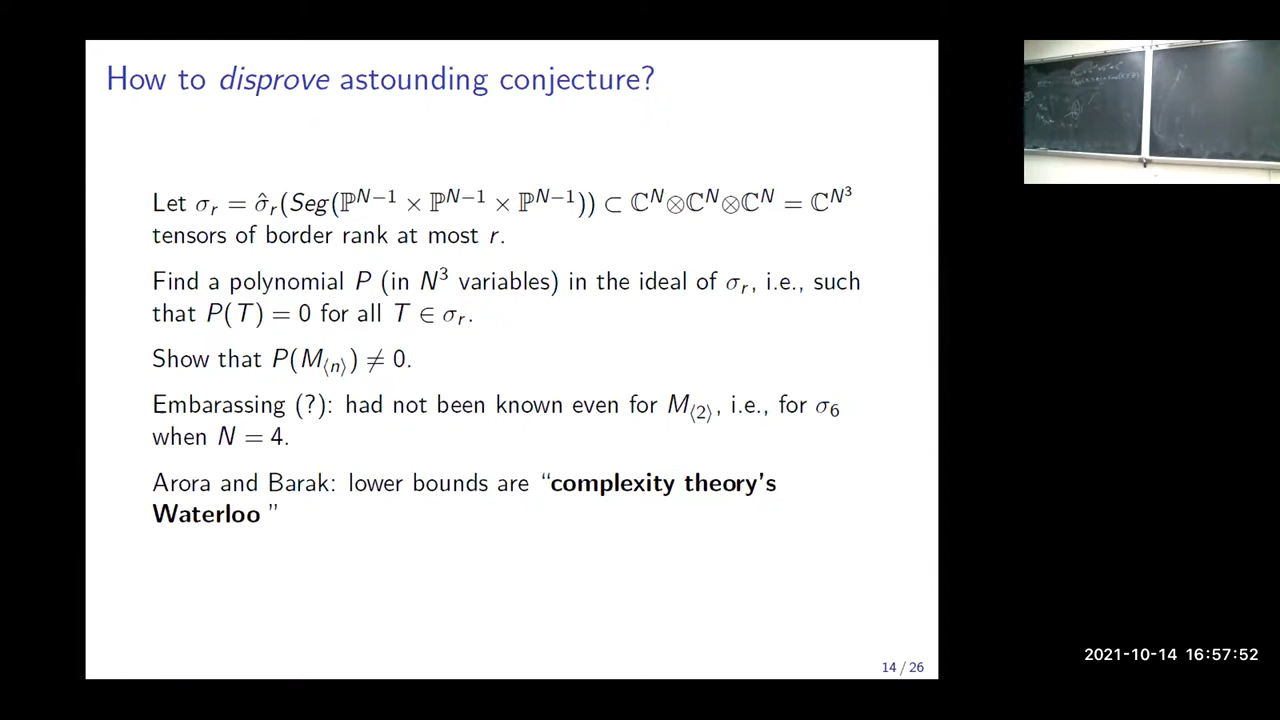 How to disprove astounding conjecture?
Let σ_r = σ̂_r(Seg(ℙ^{N−1} × ℙ^{N−1} × ℙ^{N−1})) ⊂ ℂ^N⊗ℂ^N⊗ℂ^N = ℂ^{N^3}
tensors of border rank at most r.
Find a polynomial P (in N^3 variables) in the ideal of σ_r, i.e., such
that P(T) = 0 for all T ∈ σ_r.
Show that P(M_{⟨n⟩}) ≠ 0.
Embarassing (?): had not been known even for M_{⟨2⟩}, i.e., for σ_6
when N = 4.
Arora and Barak: lower bounds are “complexity theory's
Waterloo ”
14 / 26
2021-10-14 16:57:52